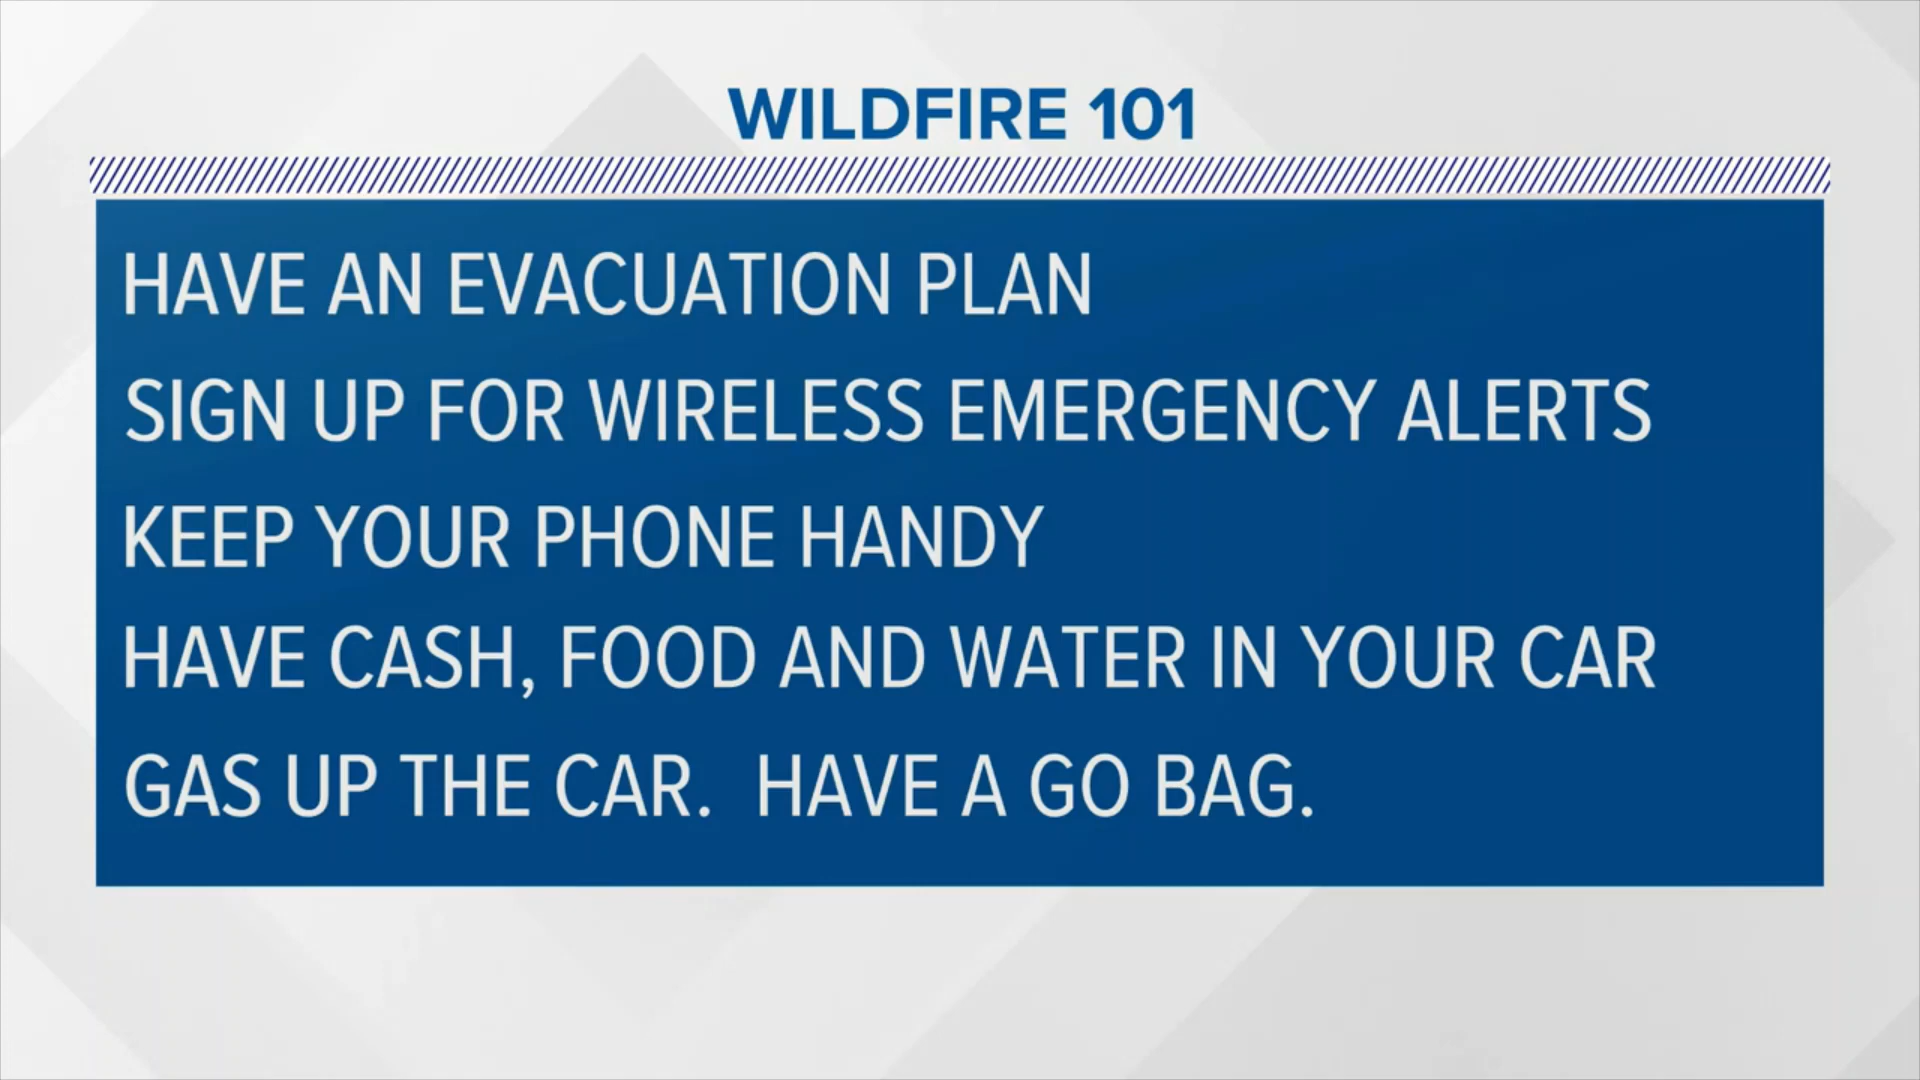 WILDFIRE 101
HAVE AN EVACUATION PLAN
SIGN UP FOR WIRELESS EMERGENCY ALERTS
KEEP YOUR PHONE HANDY
HAVE CASH, FOOD AND WATER IN YOUR CAR
GAS UP THE CAR.  HAVE A GO BAG.